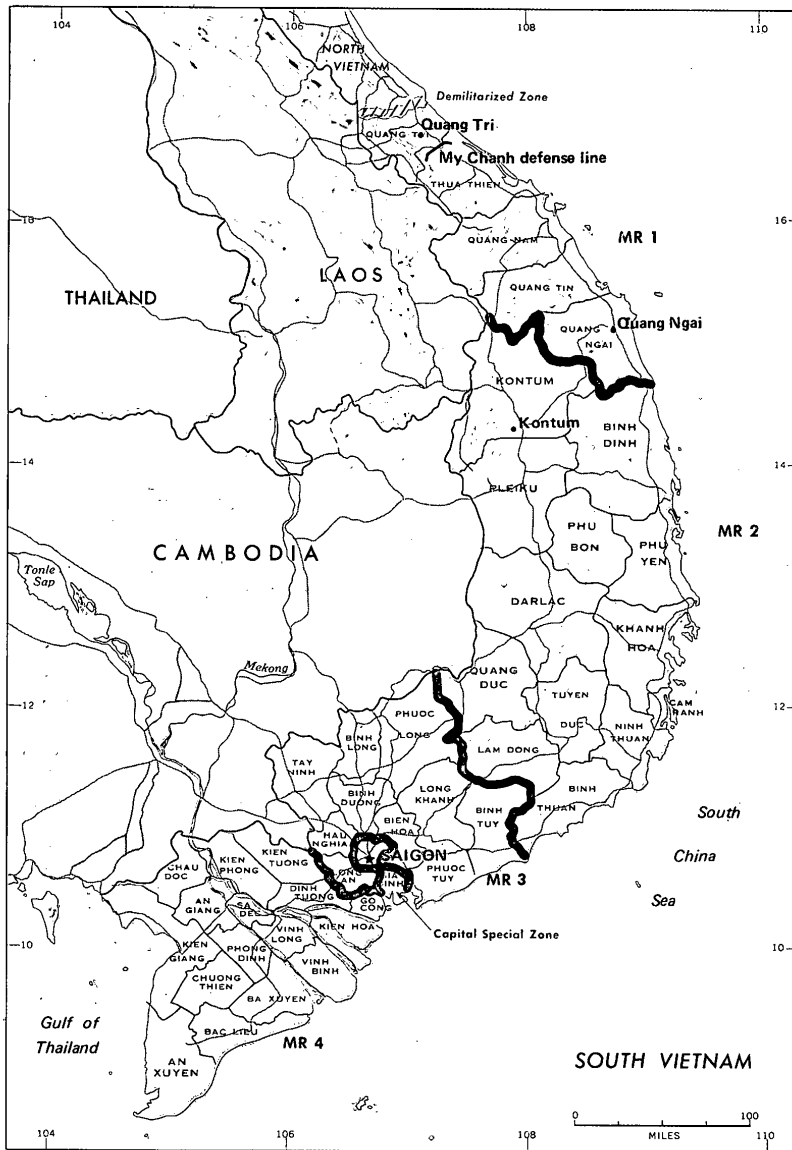 104
106
108
110
NORTH
VIETNAM
Demilitarized Zone
QUANG TRI
Quang Tri
My Chanh defense line
THUA THIEN
16
16
QUANG NAM
MR 1
LAOS
THAILAND
QUANG TIN
QUANG
NGAI
Quang Ngai
KONTUM
Kontum
BINH
DINH
14
14
PLEIKU
MR 2
PHU
BON
PHU
YEN
CAMBODIA
Tonle
Sap
DARLAC
KHANH
HOA
Mekong
QUANG
DUC
TUYEN
DUC
CAM
RANH
12
12
PHUOC
LONG
NINH
THUAN
BINH
LONG
LAM DONG
TAY
NINH
BINH
DUONG
LONG
KHANH
BINH
TUY
BINH
THUAN
BIEN
HOA
HAU
NGHIA
SAIGON
South
China
Sea
KIEN
PHONG
KIEN
TUONG
CHAU
DOC
LONG
AN
GIA
DINH
PHUOC
TUY
MR 3
DINH
TUONG
GO
CONG
AN
GIANG
SA
DEC
VINH
LONG
KIEN HOA
Capital Special Zone
10
10
KIEN
GIANG
PHONG
DINH
VINH
BINH
CHUONG
THIEN
BA XUYEN
Gulf of
Thailand
BAC LIEU
MR 4
AN
XUYEN
SOUTH VIETNAM
0
100
MILES
104
106
108
110